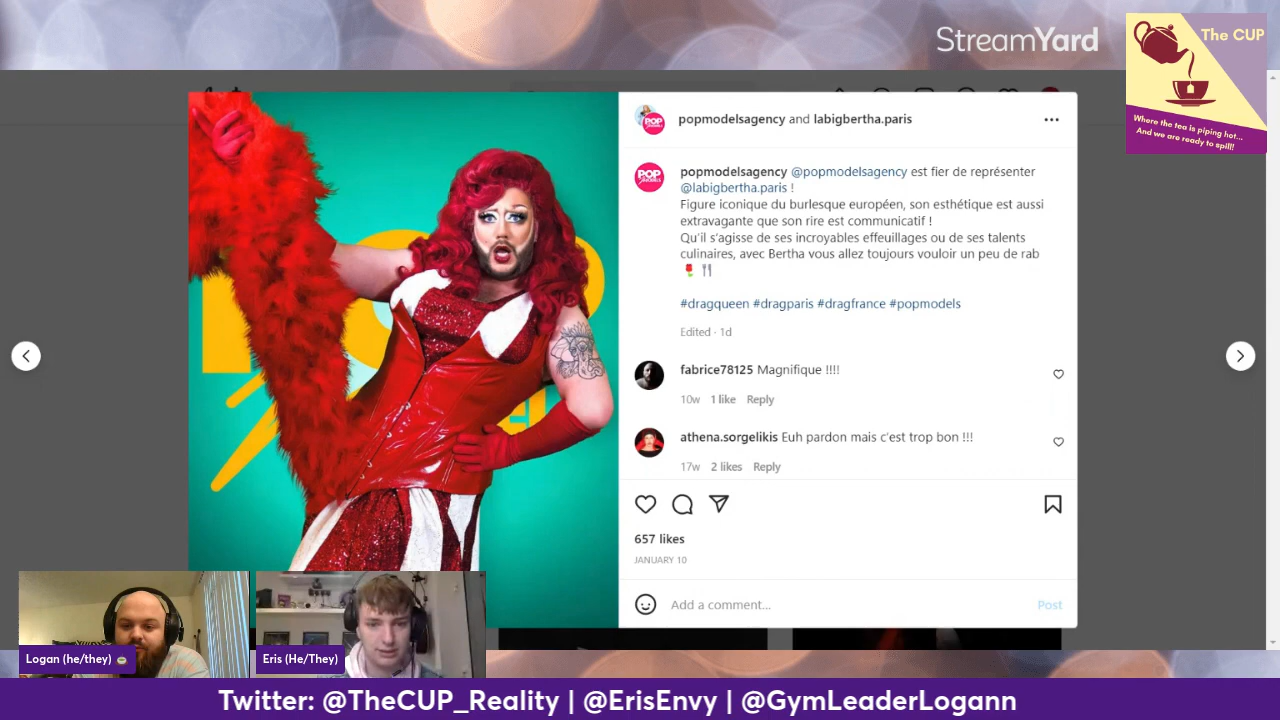 StreamYard
The CUP
Where the tea is piping hot...
And we are ready to spill!
popmodelsagency and labigbertha.paris
POP
popmodelsagency @popmodelsagency est fier de représenter
@labigbertha.paris !
Figure iconique du burlesque européen, son esthétique est aussi
extravagante que son rire est communicatif !
Qu'il s'agisse de ses incroyables effeuillages ou de ses talents
culinaires, avec Bertha vous allez toujours vouloir un peu de rab
🌹🍴
#dragqueen #dragparis #dragfrance #popmodels
Edited · 1d
fabrice78125 Magnifique !!!!
10w 1 like Reply
athena.sorgelikis Euh pardon mais c'est trop bon !!!
17w 2 likes Reply
657 likes
JANUARY 10
Add a comment...
Post
Logan (he/they) 🍵
Eris (He/They)
Twitter: @TheCUP_Reality | @ErisEnvy | @GymLeaderLogann